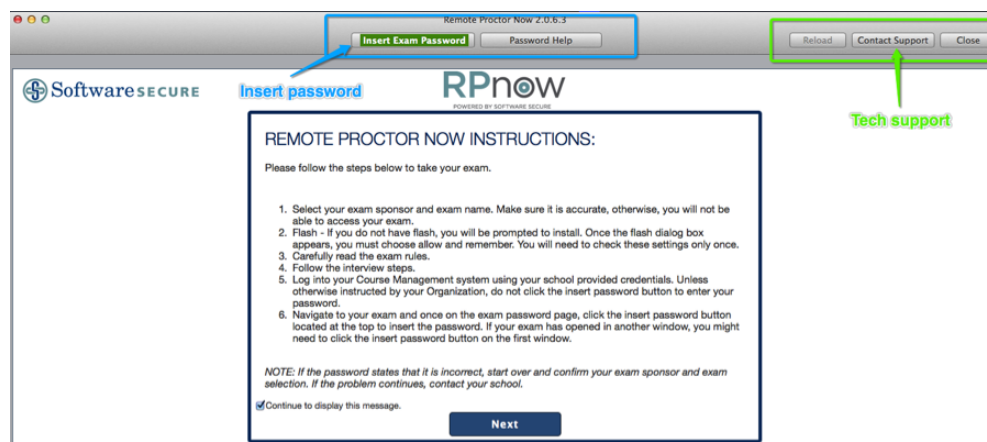 Remote Proctor Now 2.0.6.3
Insert Exam Password Password Help
Reload Contact Support Close
Software SECURE
Insert password
RPnow
POWERED BY SOFTWARE SECURE
Tech support
REMOTE PROCTOR NOW INSTRUCTIONS:
Please follow the steps below to take your exam.
1. Select your exam sponsor and exam name. Make sure it is accurate, otherwise, you will not be
able to access your exam.
2. Flash - If you do not have flash, you will be prompted to install. Once the flash dialog box
appears, you must choose allow and remember. You will need to check these settings only once.
3. Carefully read the exam rules.
4. Follow the interview steps.
5. Log into your Course Management system using your school provided credentials. Unless
otherwise instructed by your Organization, do not click the insert password button to enter your
password.
6. Navigate to your exam and once on the exam password page, click the insert password button
located at the top to insert the password. If your exam has opened in another window, you might
need to click the insert password button on the first window.
NOTE: If the password states that it is incorrect, start over and confirm your exam sponsor and exam
selection. If the problem continues, contact your school.
Continue to display this message.
Next